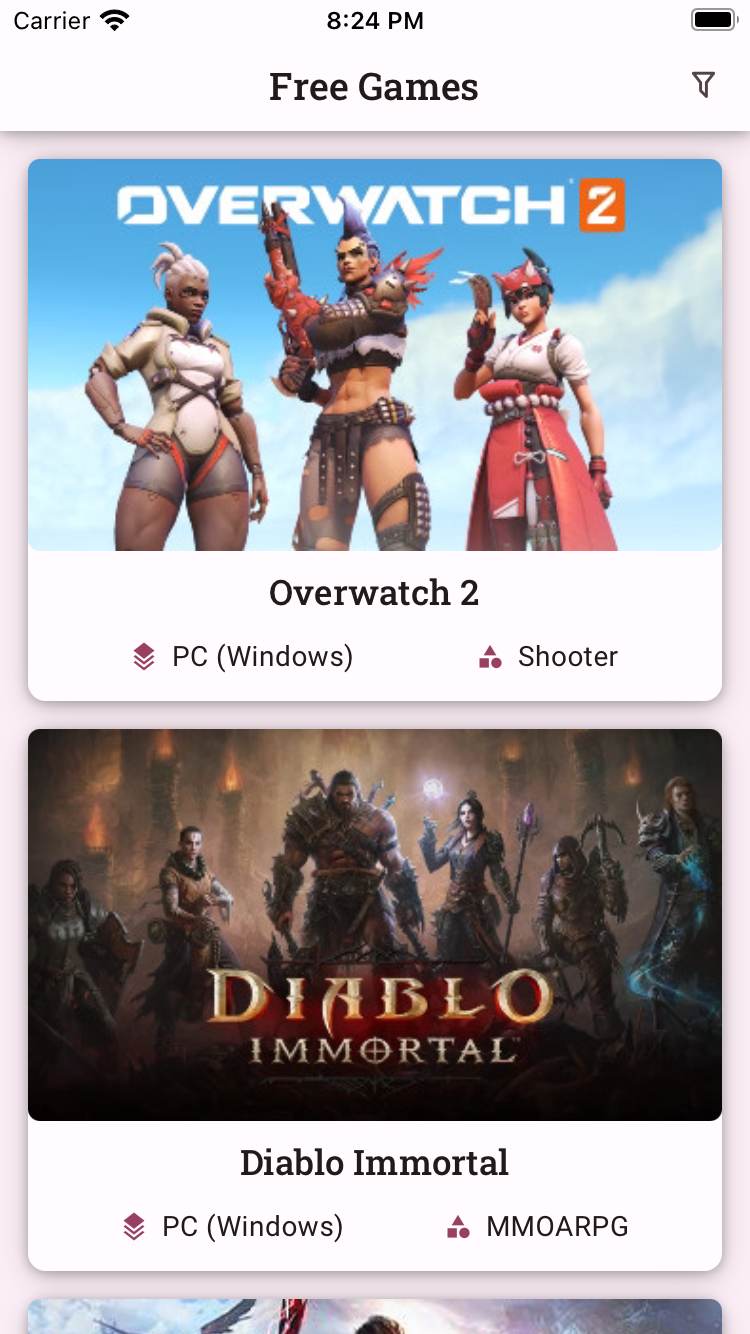 Carrier 8:24 PM
Free Games
OVERWATCH 2
Overwatch 2
PC (Windows) Shooter
DIABLO
IMMORTAL™
Diablo Immortal
PC (Windows) MMOARPG